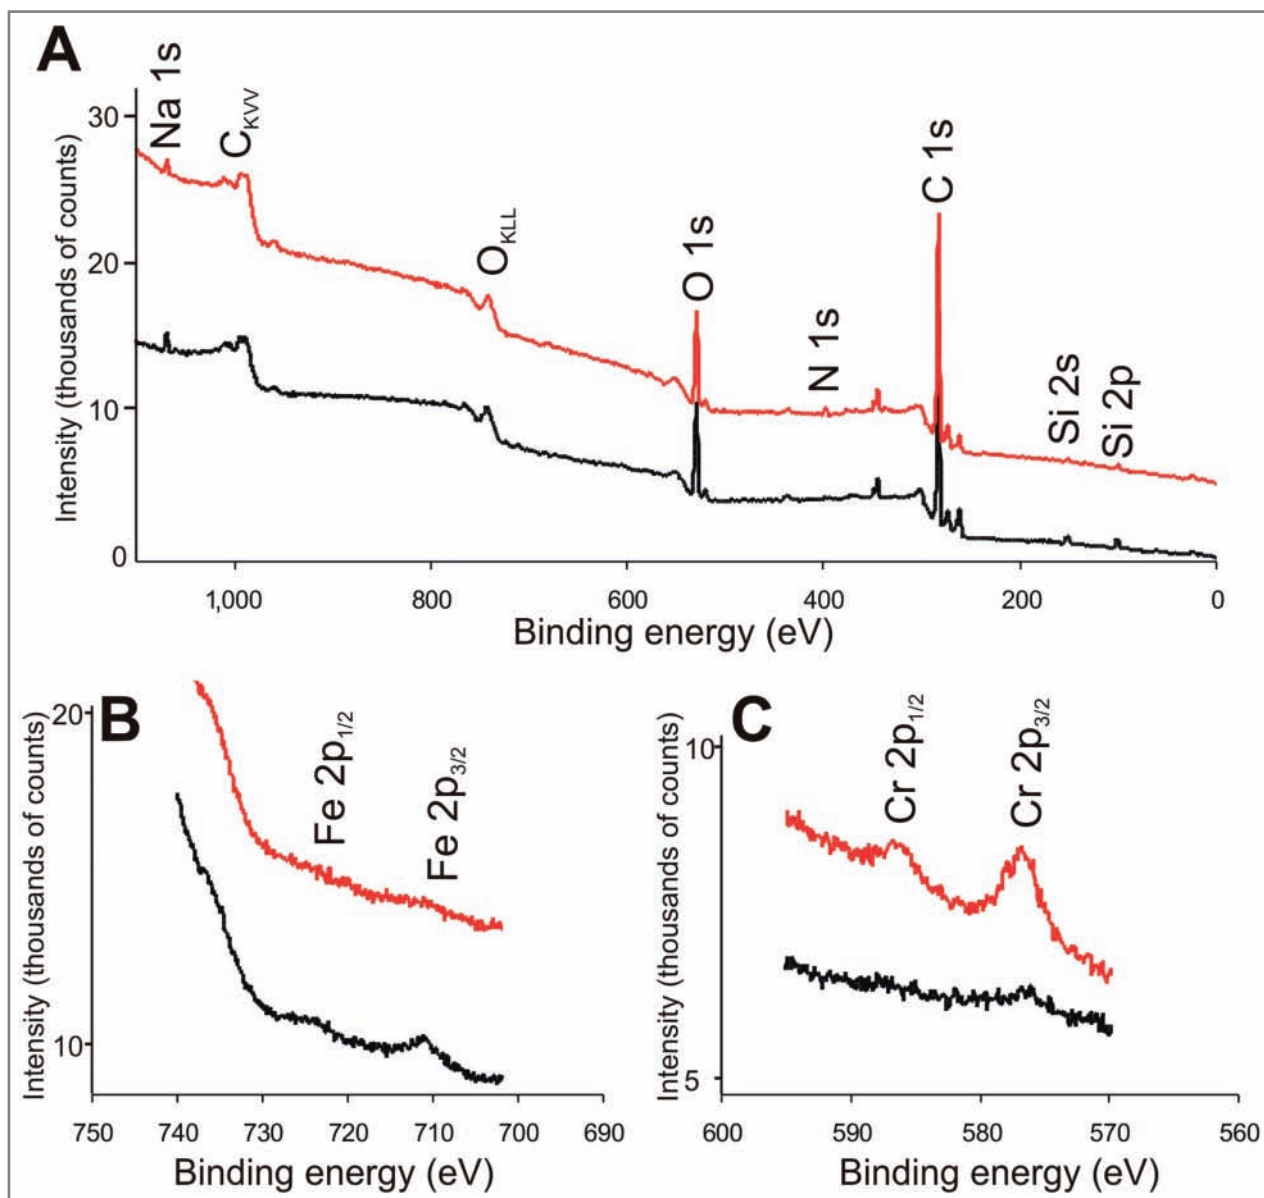 A
Intensity (thousands of counts)
30
20
10
0
Na 1s
C KVV
O KLL
O 1s
N 1s
C 1s
Si 2s
Si 2p
1,000 800 600 400 200 0
Binding energy (eV)
B
Intensity (thousands of counts)
20
10
Fe 2p1/2
Fe 2p3/2
750 740 730 720 710 700 690
Binding energy (eV)
C
Intensity (thousands of counts)
10
5
Cr 2p1/2
Cr 2p3/2
600 590 580 570 560
Binding energy (eV)